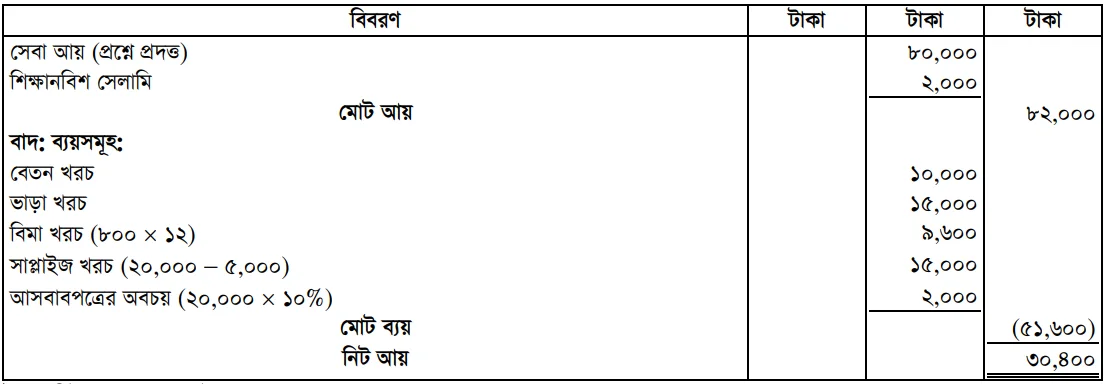 বিবরণ টাকা টাকা টাকা
সেবা আয় (প্রশ্নে প্রদত্ত) ৮০,০০০
শিক্ষানবিশ সেলামি ২,০০০
মোট আয় ৮২,০০০
বাদ: ব্যয়সমূহ:
বেতন খরচ ১০,০০০
ভাড়া খরচ ১৫,০০০
বিমা খরচ (৮০০ × ১২) ৯,৬০০
সাপ্লাইজ খরচ (২০,০০০ – ৫,০০০) ১৫,০০০
আসবাবপত্রের অবচয় (২০,০০০ × ১০%) ২,০০০
মোট ব্যয় (৫১,৬০০)
নিট আয় ৩০,৪০০